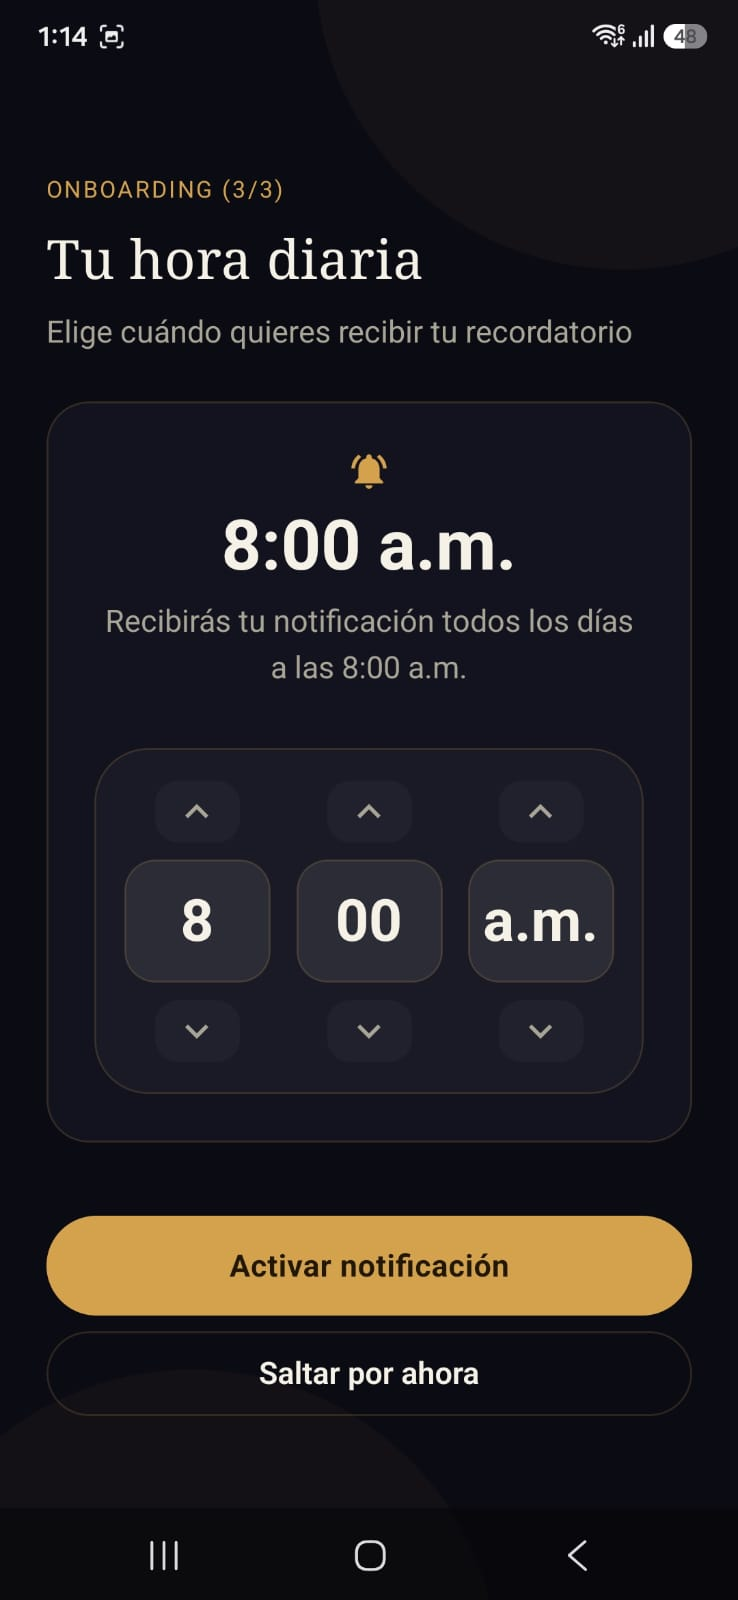 1:14
6
48
ONBOARDING (3/3)
Tu hora diaria
Elige cuándo quieres recibir tu recordatorio
8:00 a.m.
Recibirás tu notificación todos los días
a las 8:00 a.m.
8 00 a.m.
Activar notificación
Saltar por ahora